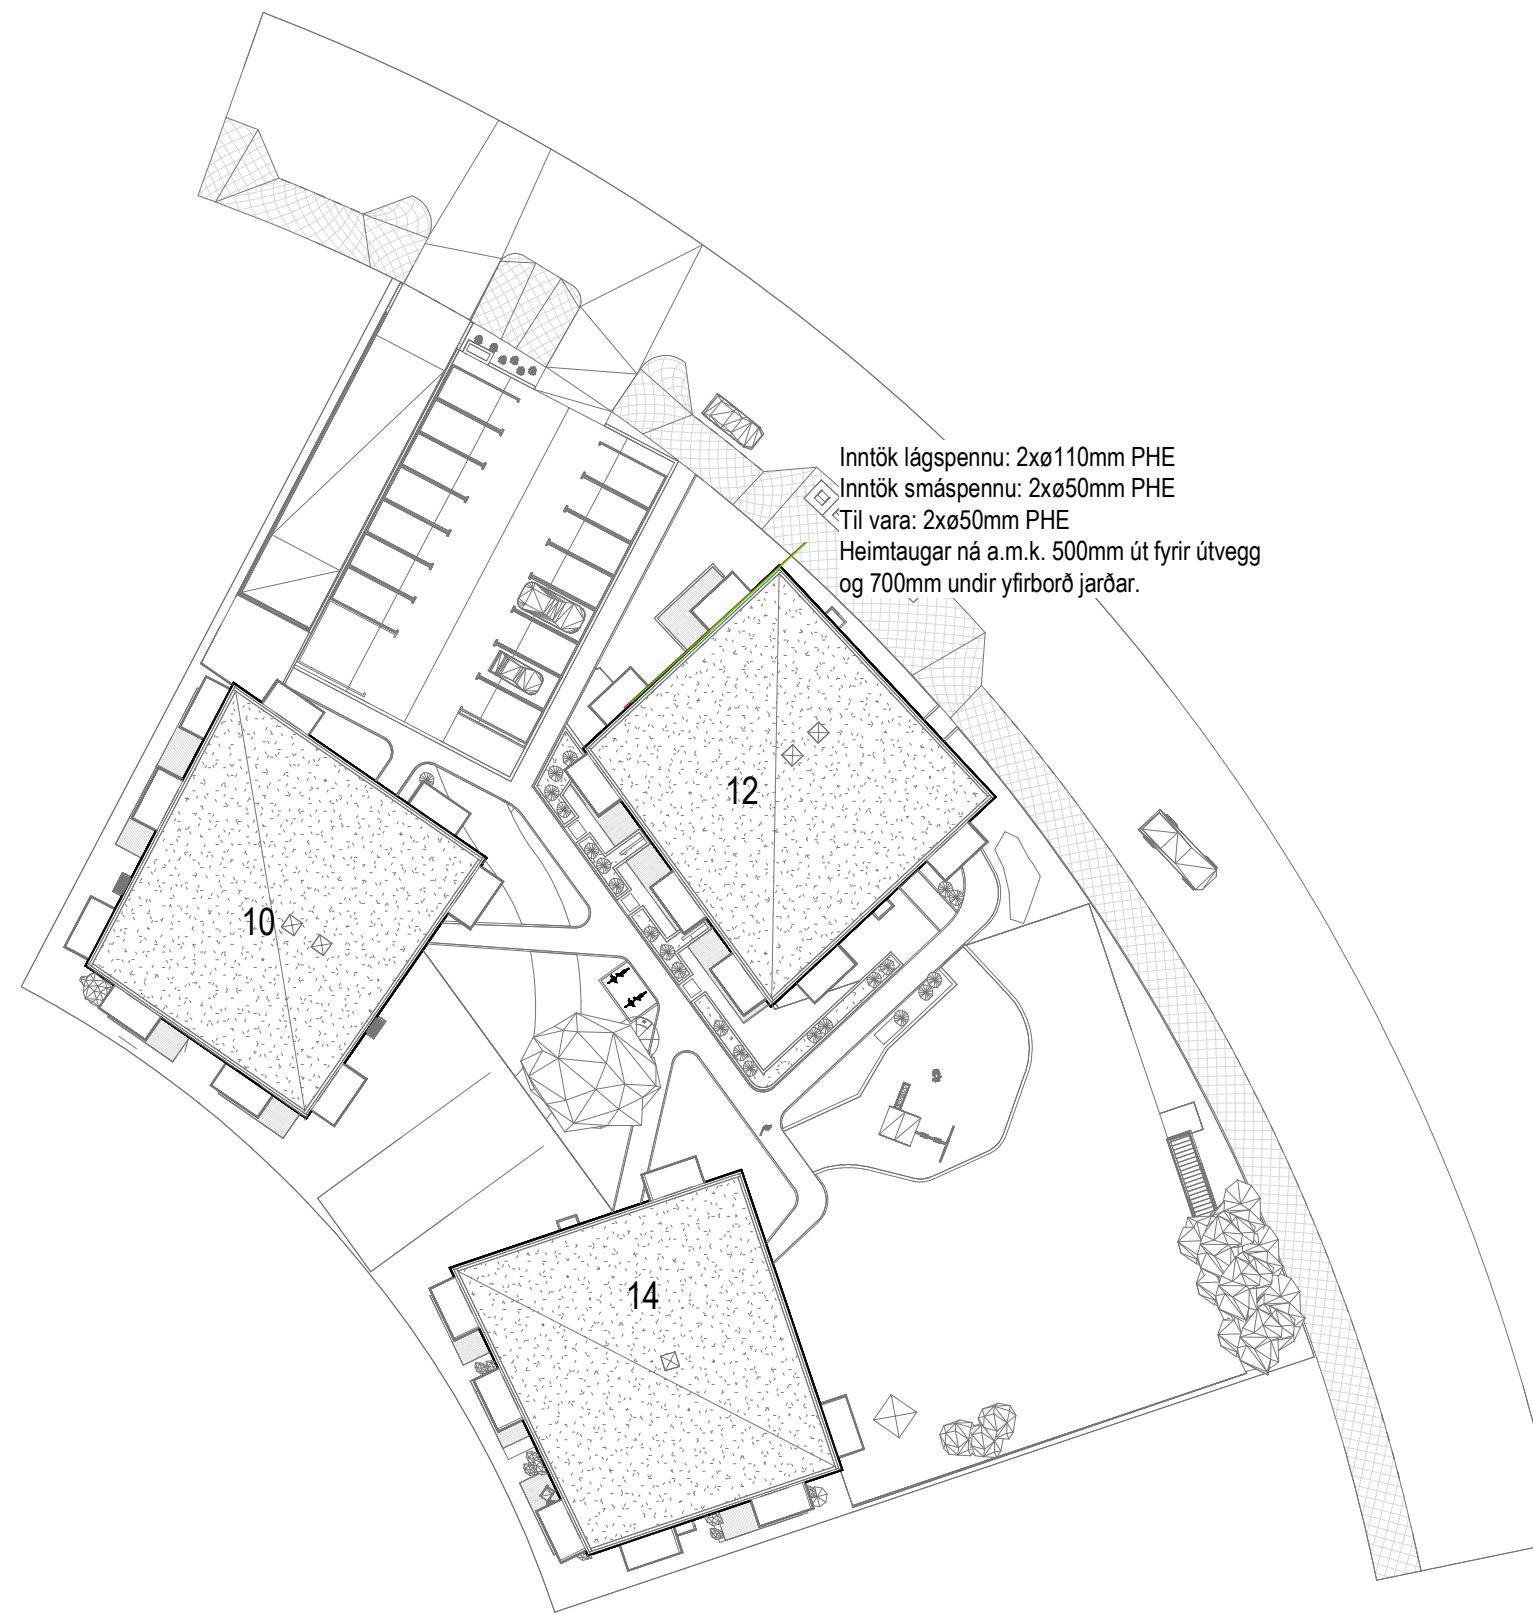 Inntök lágspennu: 2xø110mm PHE
Inntök smáspennu: 2xø50mm PHE
Til vara: 2xø50mm PHE
Heimtaugar ná a.m.k. 500mm út fyrir útvegg
og 700mm undir yfirborð jarðar.
12
10
14